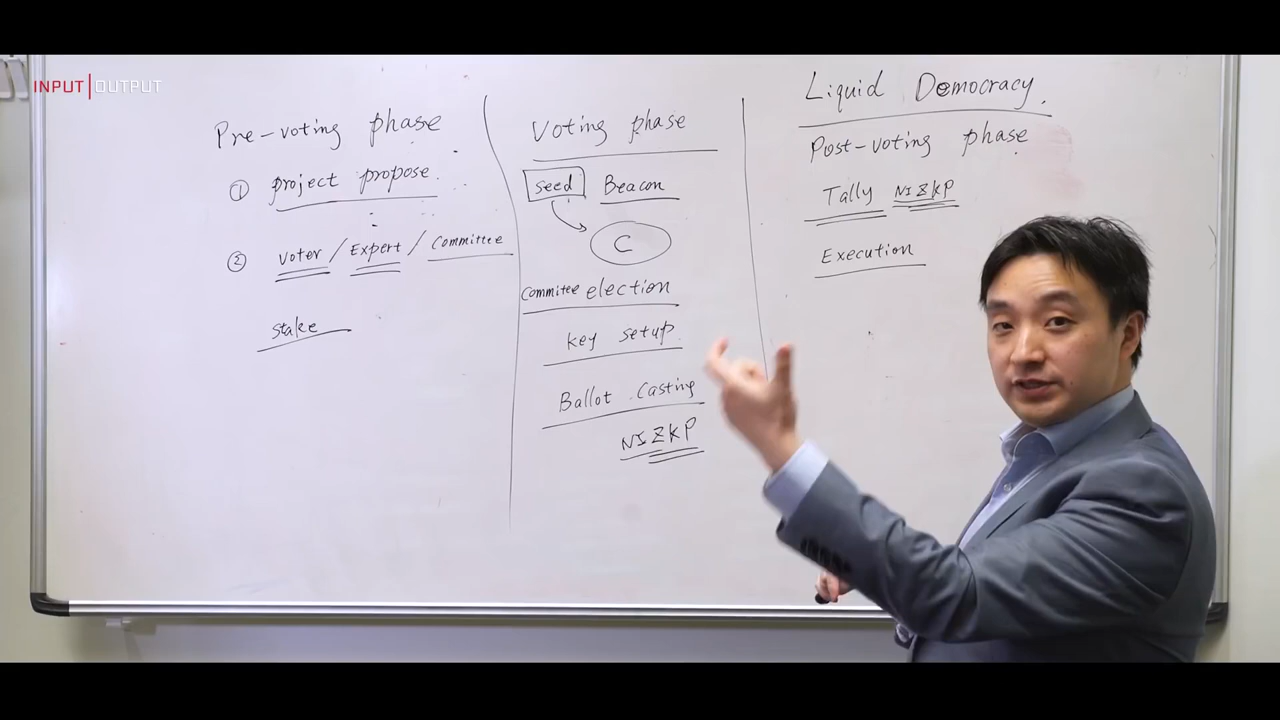 INPUT|OUTPUT
Pre-voting phase
① project propose.
② voter / Expert / Committee
stake
Voting phase
seed Beacon
C
Committee election
key setup.
Ballot Casting
NIZKP
Liquid Democracy.
Post-voting phase
Tally NIZKP
Execution